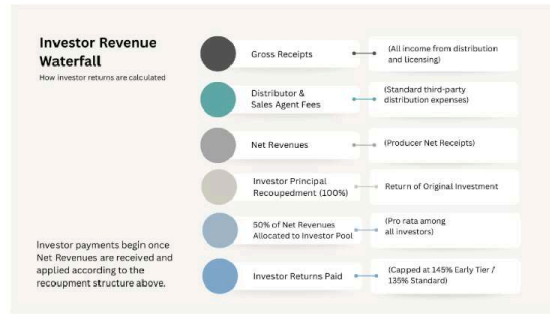 Investor Revenue
Waterfall
How investor returns are calculated
Gross Receipts
(All income from distribution
and licensing)
Distributor &
Sales Agent Fees
(Standard third-party
distribution expenses)
Net Revenues
(Producer Net Receipts)
Investor Principal
Recoupedment (100%)
Return of Original Investment
50% of Net Revenues
Allocated to Investor Pool
(Pro rata among
all investors)
Investor Returns Paid
(Capped at 145% Early Tier /
135% Standard)
Investor payments begin once
Net Revenues are received and
applied according to the
recoupment structure above.